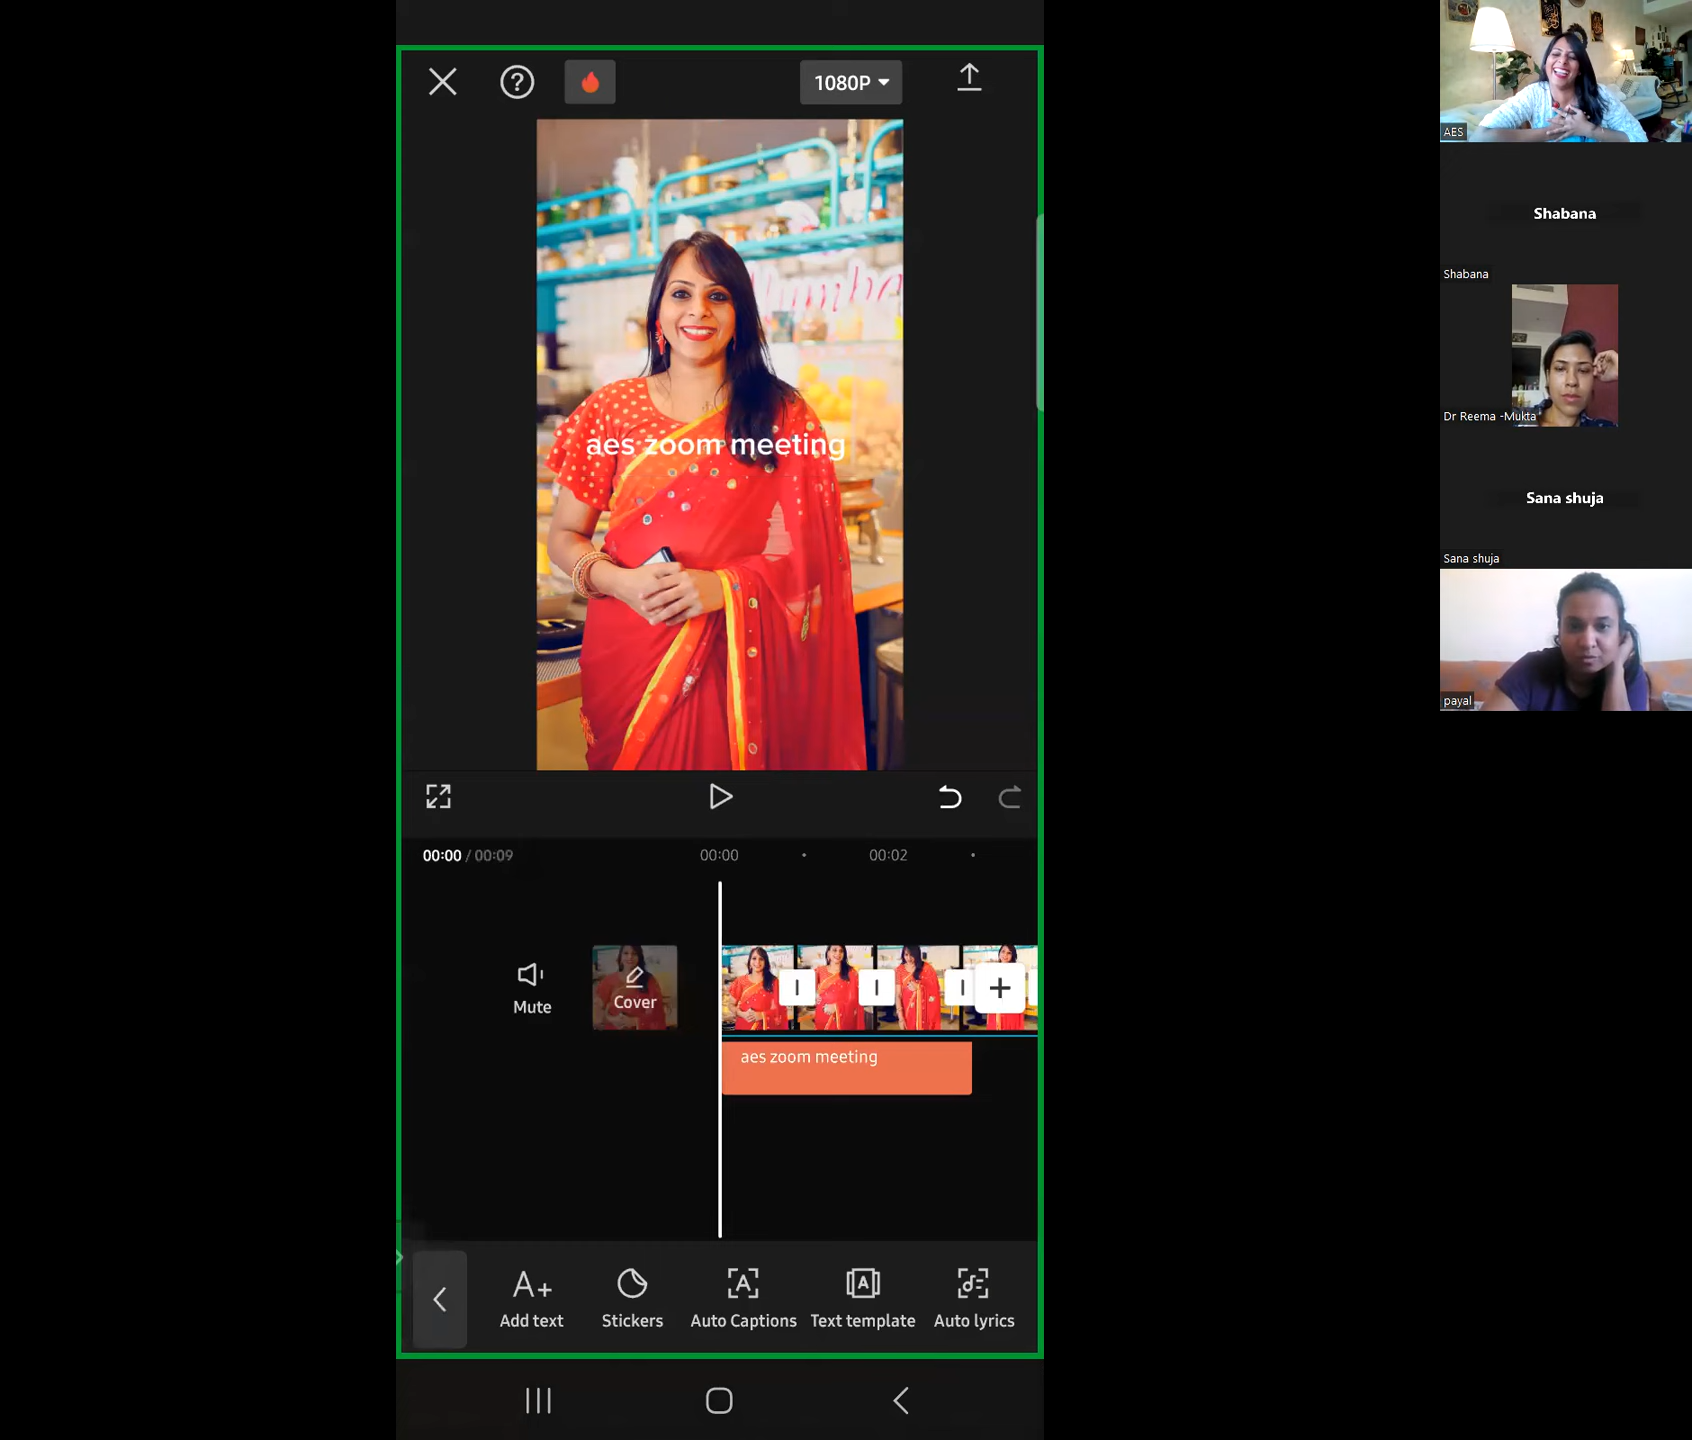 1080P
aes zoom meeting
00:00 / 00:09
00:00
00:02
Mute
Cover
aes zoom meeting
Add text
Stickers
Auto Captions
Text template
Auto lyrics
AES
Shabana
Shabana
Dr Reema -Mukta
Sana shuja
Sana shuja
payal